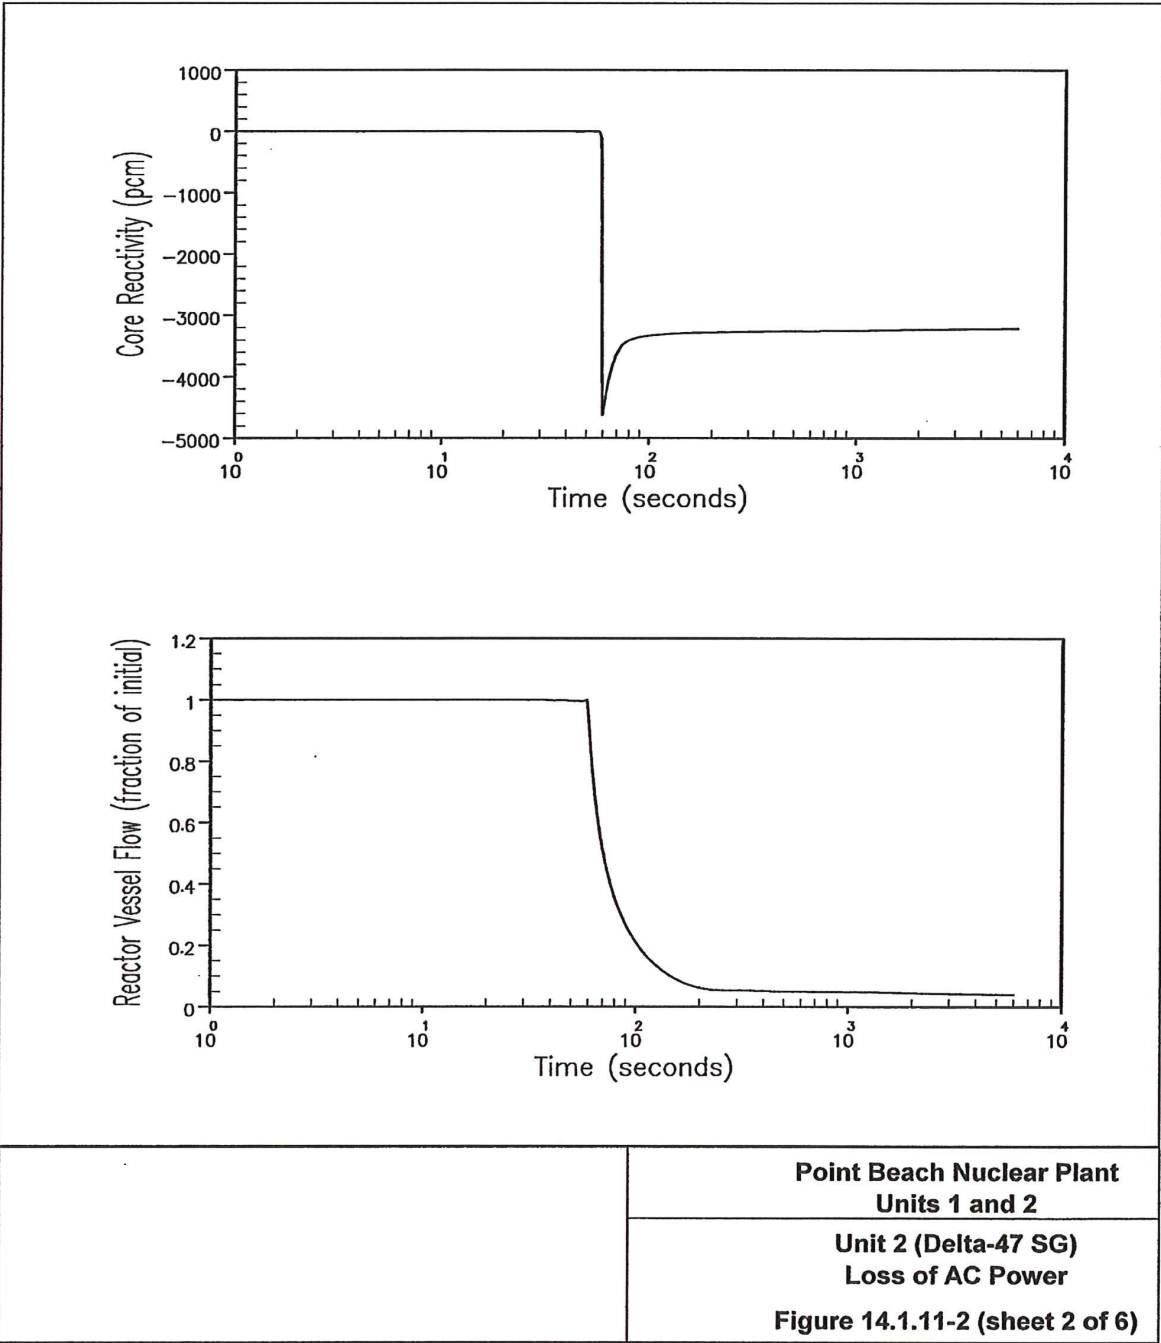 1000
0
−1000
−2000
−3000
−4000
−5000
Core Reactivity (pcm)
10^0 10^1 10^2 10^3 10^4
Time (seconds)
1.2
1
0.8
0.6
0.4
0.2
0
Reactor Vessel Flow (fraction of initial)
10^0 10^1 10^2 10^3 10^4
Time (seconds)
Point Beach Nuclear Plant
Units 1 and 2
Unit 2 (Delta-47 SG)
Loss of AC Power
Figure 14.1.11-2 (sheet 2 of 6)